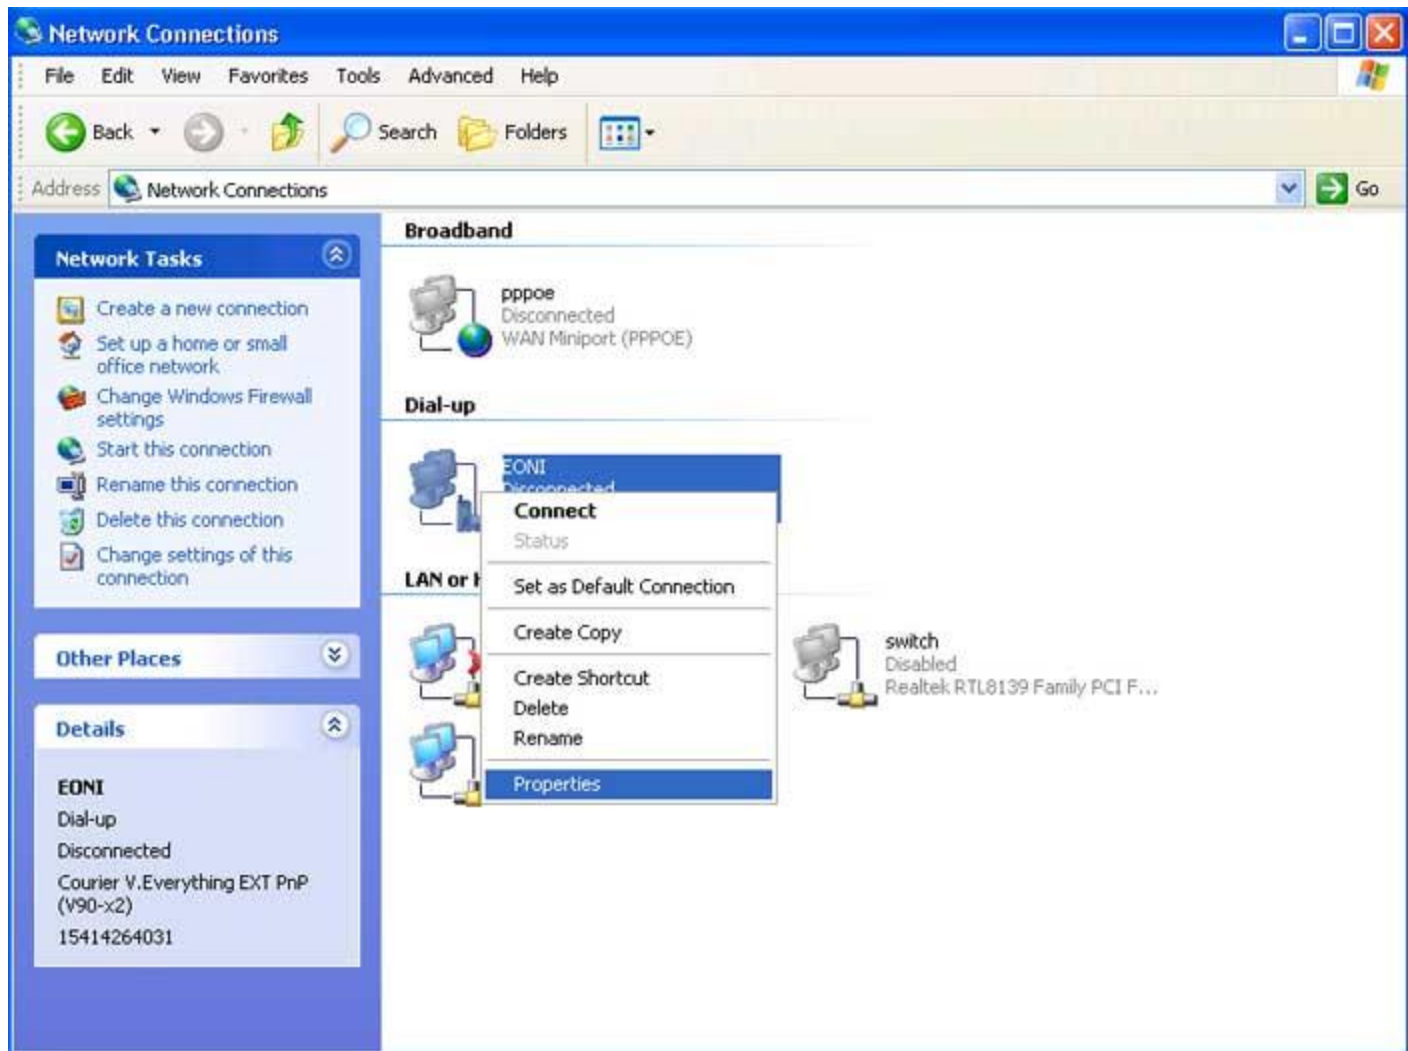 Network Connections
File Edit View Favorites Tools Advanced Help
Back Search Folders
Address Network Connections Go
Network Tasks
Create a new connection
Set up a home or small
office network
Change Windows Firewall
settings
Start this connection
Rename this connection
Delete this connection
Change settings of this
connection
Other Places
Details
EONI
Dial-up
Disconnected
Courier V.Everything EXT PnP
(V90-x2)
15414264031
Broadband
pppoe
Disconnected
WAN Miniport (PPPOE)
Dial-up
EONI
Disconnected
Connect
Status
Set as Default Connection
Create Copy
Create Shortcut
Delete
Rename
Properties
LAN or
switch
Disabled
Realtek RTL8139 Family PCI F...